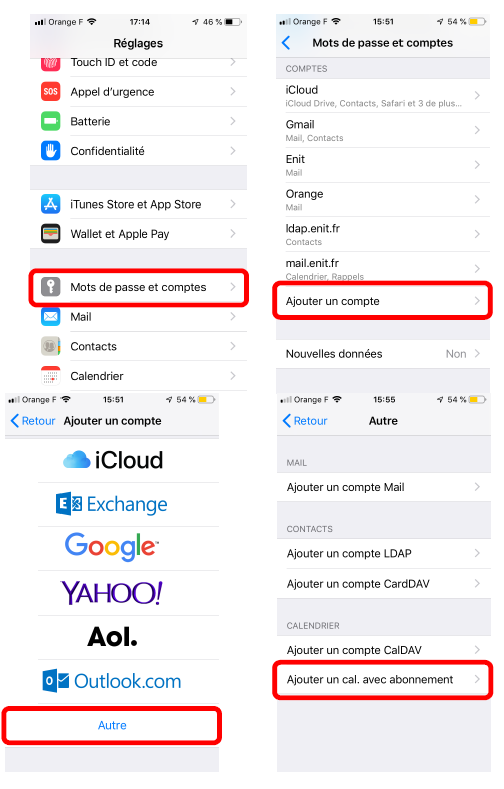 Orange F 17:14 46 %
Réglages
Touch ID et code
SOS Appel d'urgence
Batterie
Confidentialité
iTunes Store et App Store
Wallet et Apple Pay
Mots de passe et comptes
Mail
Contacts
Calendrier
Orange F 15:51 54 %
Mots de passe et comptes
COMPTES
iCloud
iCloud Drive, Contacts, Safari et 3 de plus...
Gmail
Mail, Contacts
Enit
Mail
Orange
Mail
ldap.enit.fr
Contacts
mail.enit.fr
Calendrier, Rappels
Ajouter un compte
Nouvelles données Non
Orange F 15:51 54 %
Retour Ajouter un compte
iCloud
Exchange
Google
YAHOO!
Aol.
Outlook.com
Autre
Orange F 15:55 54 %
Retour Autre
MAIL
Ajouter un compte Mail
CONTACTS
Ajouter un compte LDAP
Ajouter un compte CardDAV
CALENDRIER
Ajouter un compte CalDAV
Ajouter un cal. avec abonnement